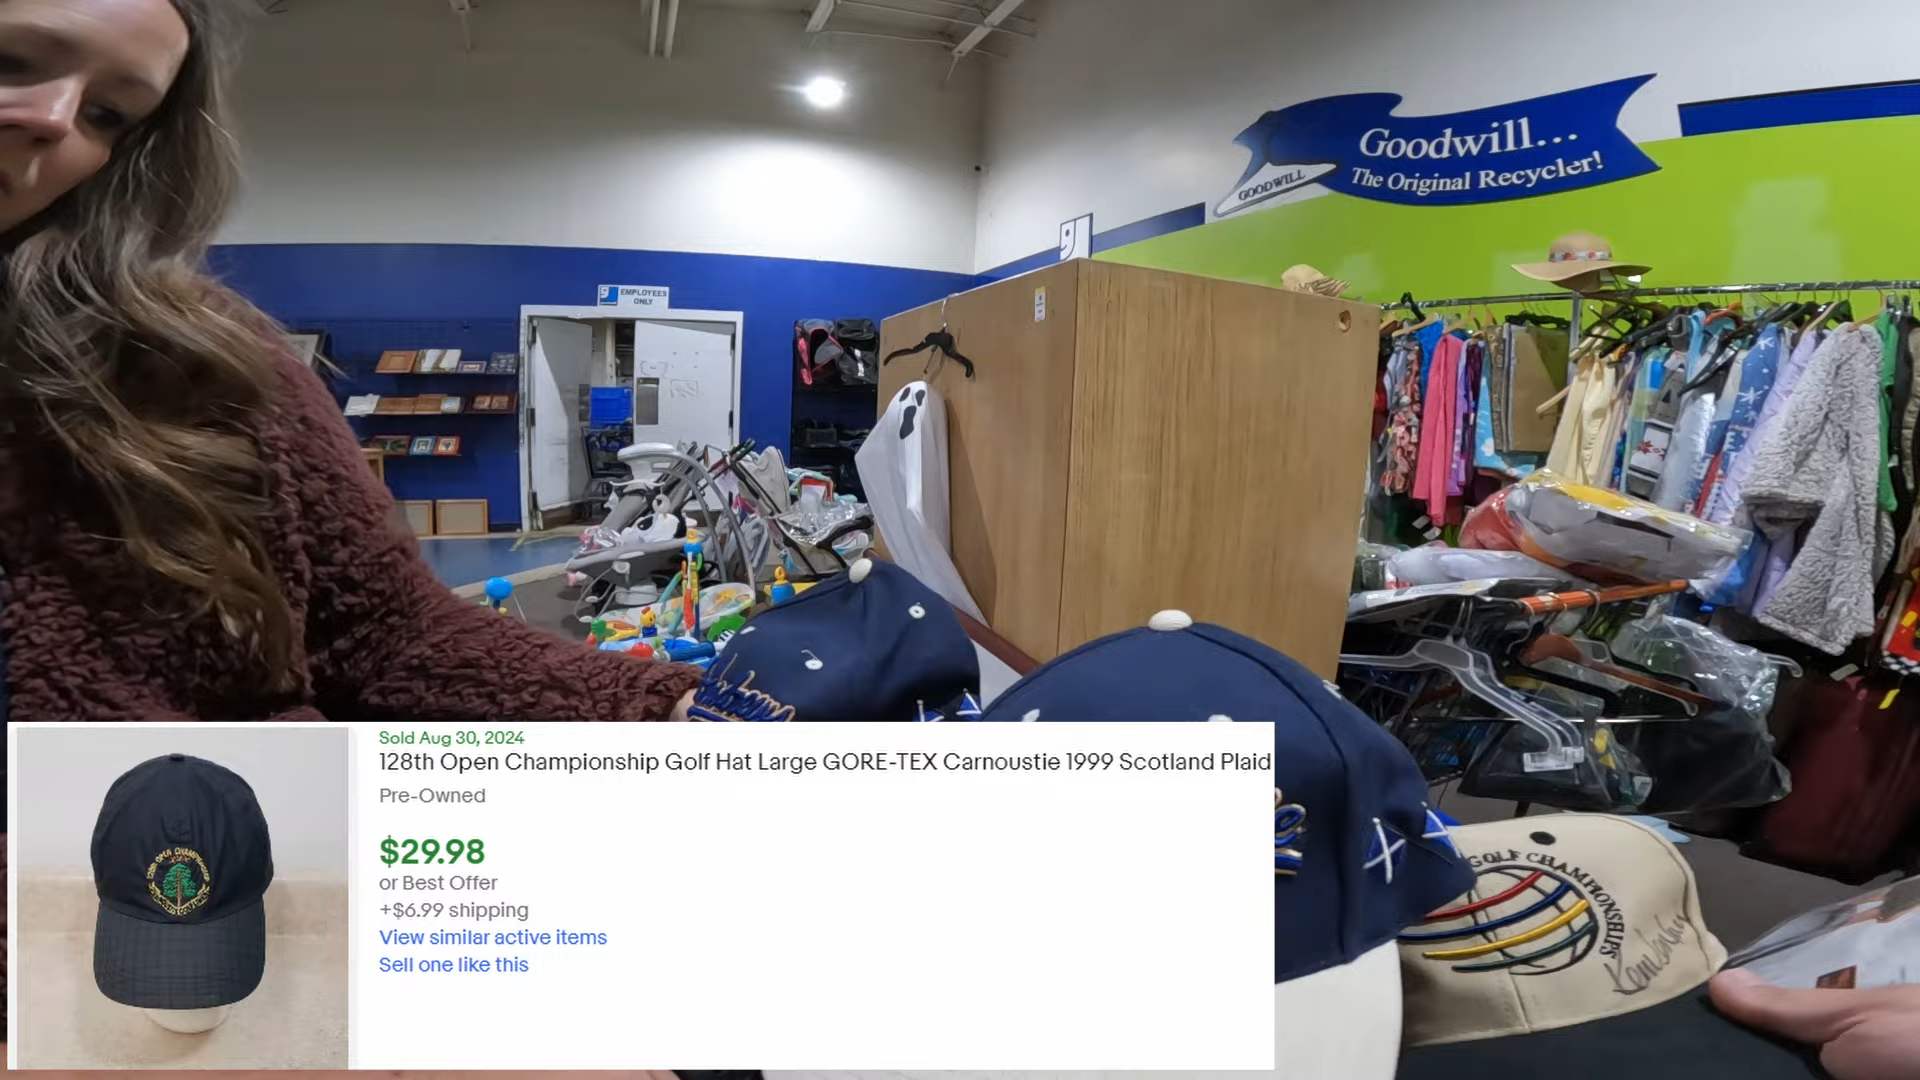 Goodwill...
The Original Recycler!
GOODWILL
EMPLOYEES
ONLY
GOLF CHAMPIONSHIPS
Sold Aug 30, 2024
128th Open Championship Golf Hat Large GORE-TEX Carnoustie 1999 Scotland Plaid
Pre-Owned
$29.98
or Best Offer
+$6.99 shipping
View similar active items
Sell one like this